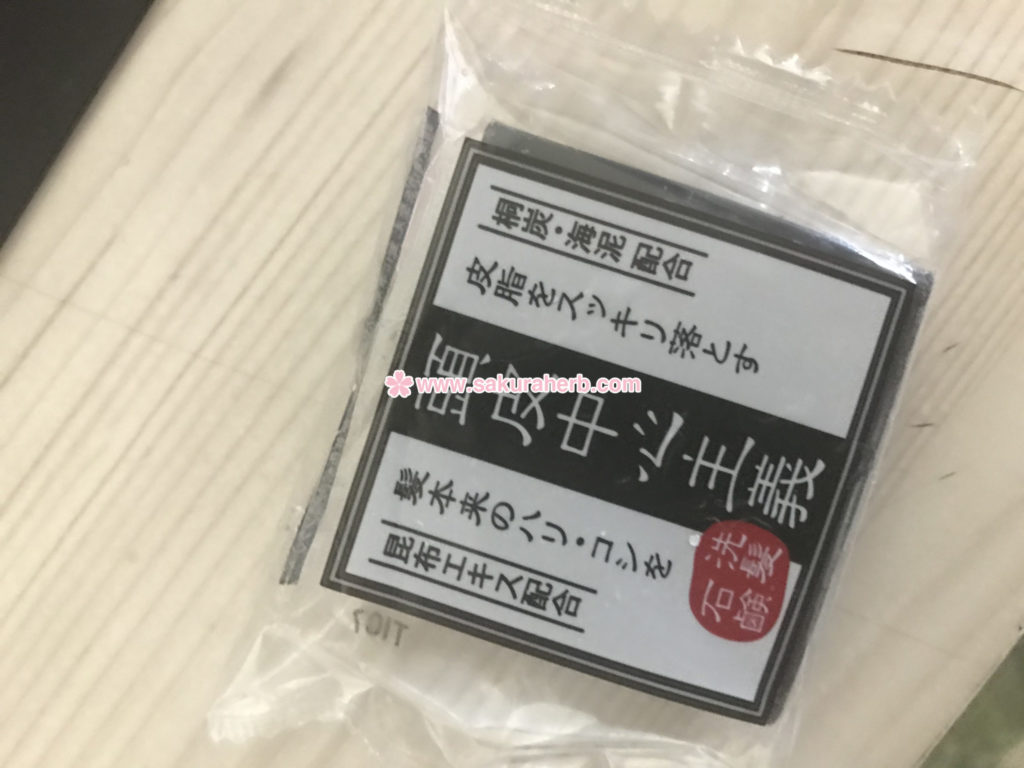 桐炭・海泥 配合
皮脂をスッキリ落とす
頭皮中心主義
髪本来のハリ・コシを
昆布エキス配合
洗髪
石鹸
TI07
www.sakuraherb.com